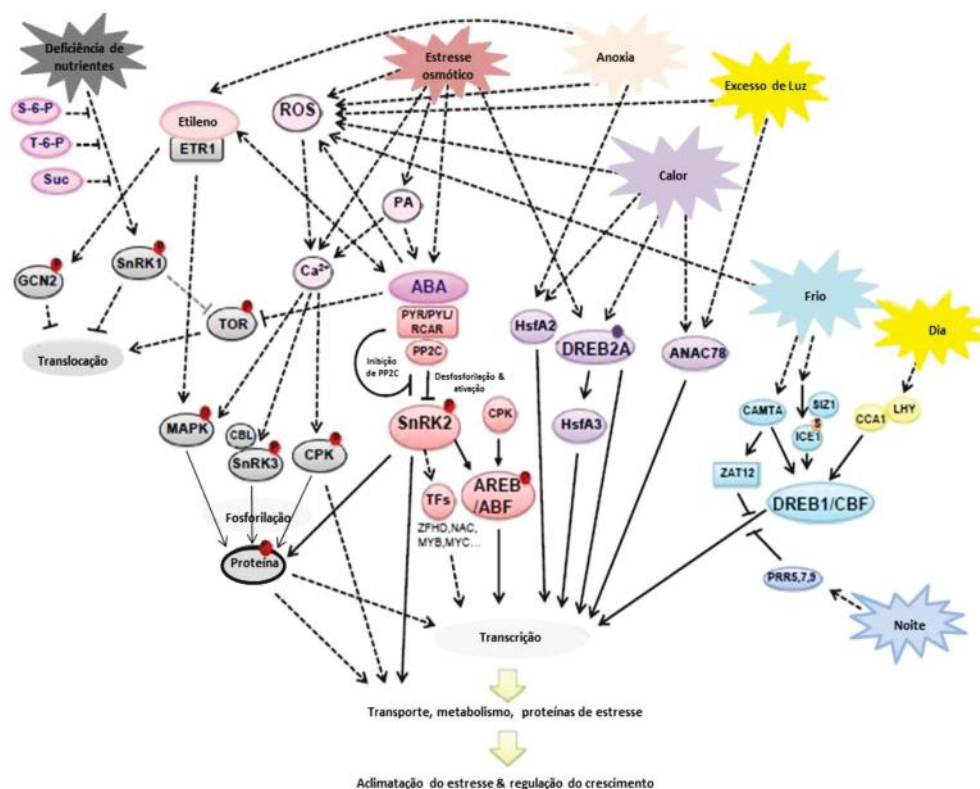 Deficiência de
nutrientes
Estresse
osmótico
Anoxia
Excesso de Luz
S-6-P
T-6-P
Suc
Etileno
ETR1
ROS
Calor
PA
GCN2
SnRK1
TOR
Ca²⁺
ABA
PYR/PYL/
RCAR
PP2C
HsfA2
DREB2A
ANAC78
Frio
Dia
Translocação
Inibição
de PP2C
Desfosforilação &
ativação
MAPK
CBL
SnRK3
CPK
SnRK2
CPK
HsfA3
CAMTA
SIZ1
S
ICE1
CCA1
LHY
ZAT12
TFs
ZFHD,NAC,
MYB,MYC...
AREB
/ABF
DREB1/CBF
Fosforilação
Proteína
PRR5,7,9
Noite
Transcrição
Transporte, metabolismo, proteínas de estresse
Aclimatação do estresse & regulação do crescimento